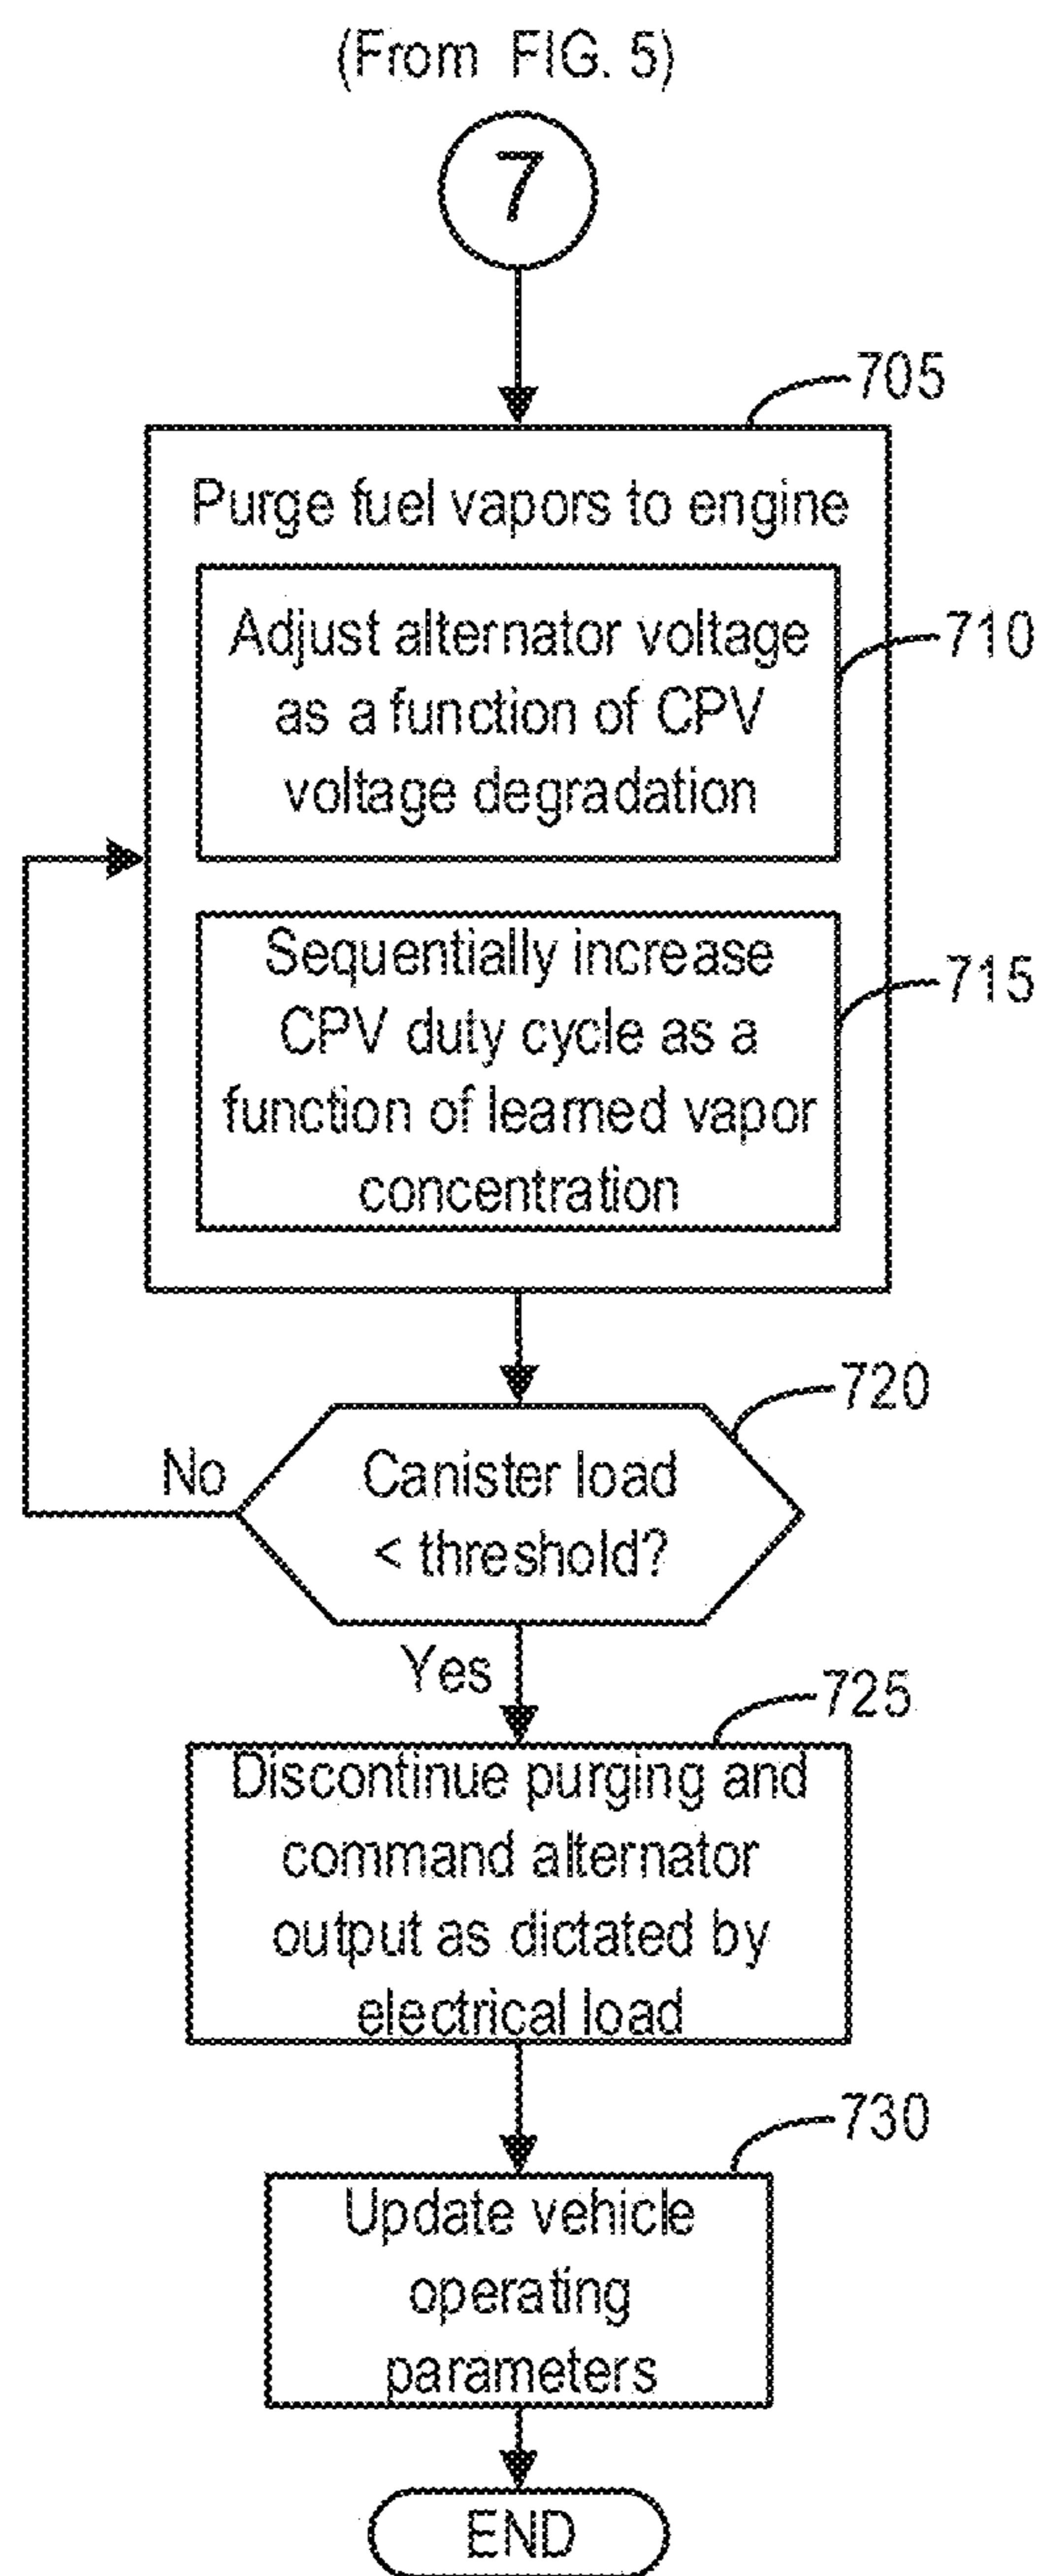 (From FIG. 5)
7
705
Purge fuel vapors to engine
Adjust alternator voltage
as a function of CPV
voltage degradation
710
Sequentially increase
CPV duty cycle as a
function of learned vapor
concentration
715
720
Canister load
< threshold?
No
Yes
725
Discontinue purging and
command alternator
output as dictated by
electrical load
730
Update vehicle
operating
parameters
END